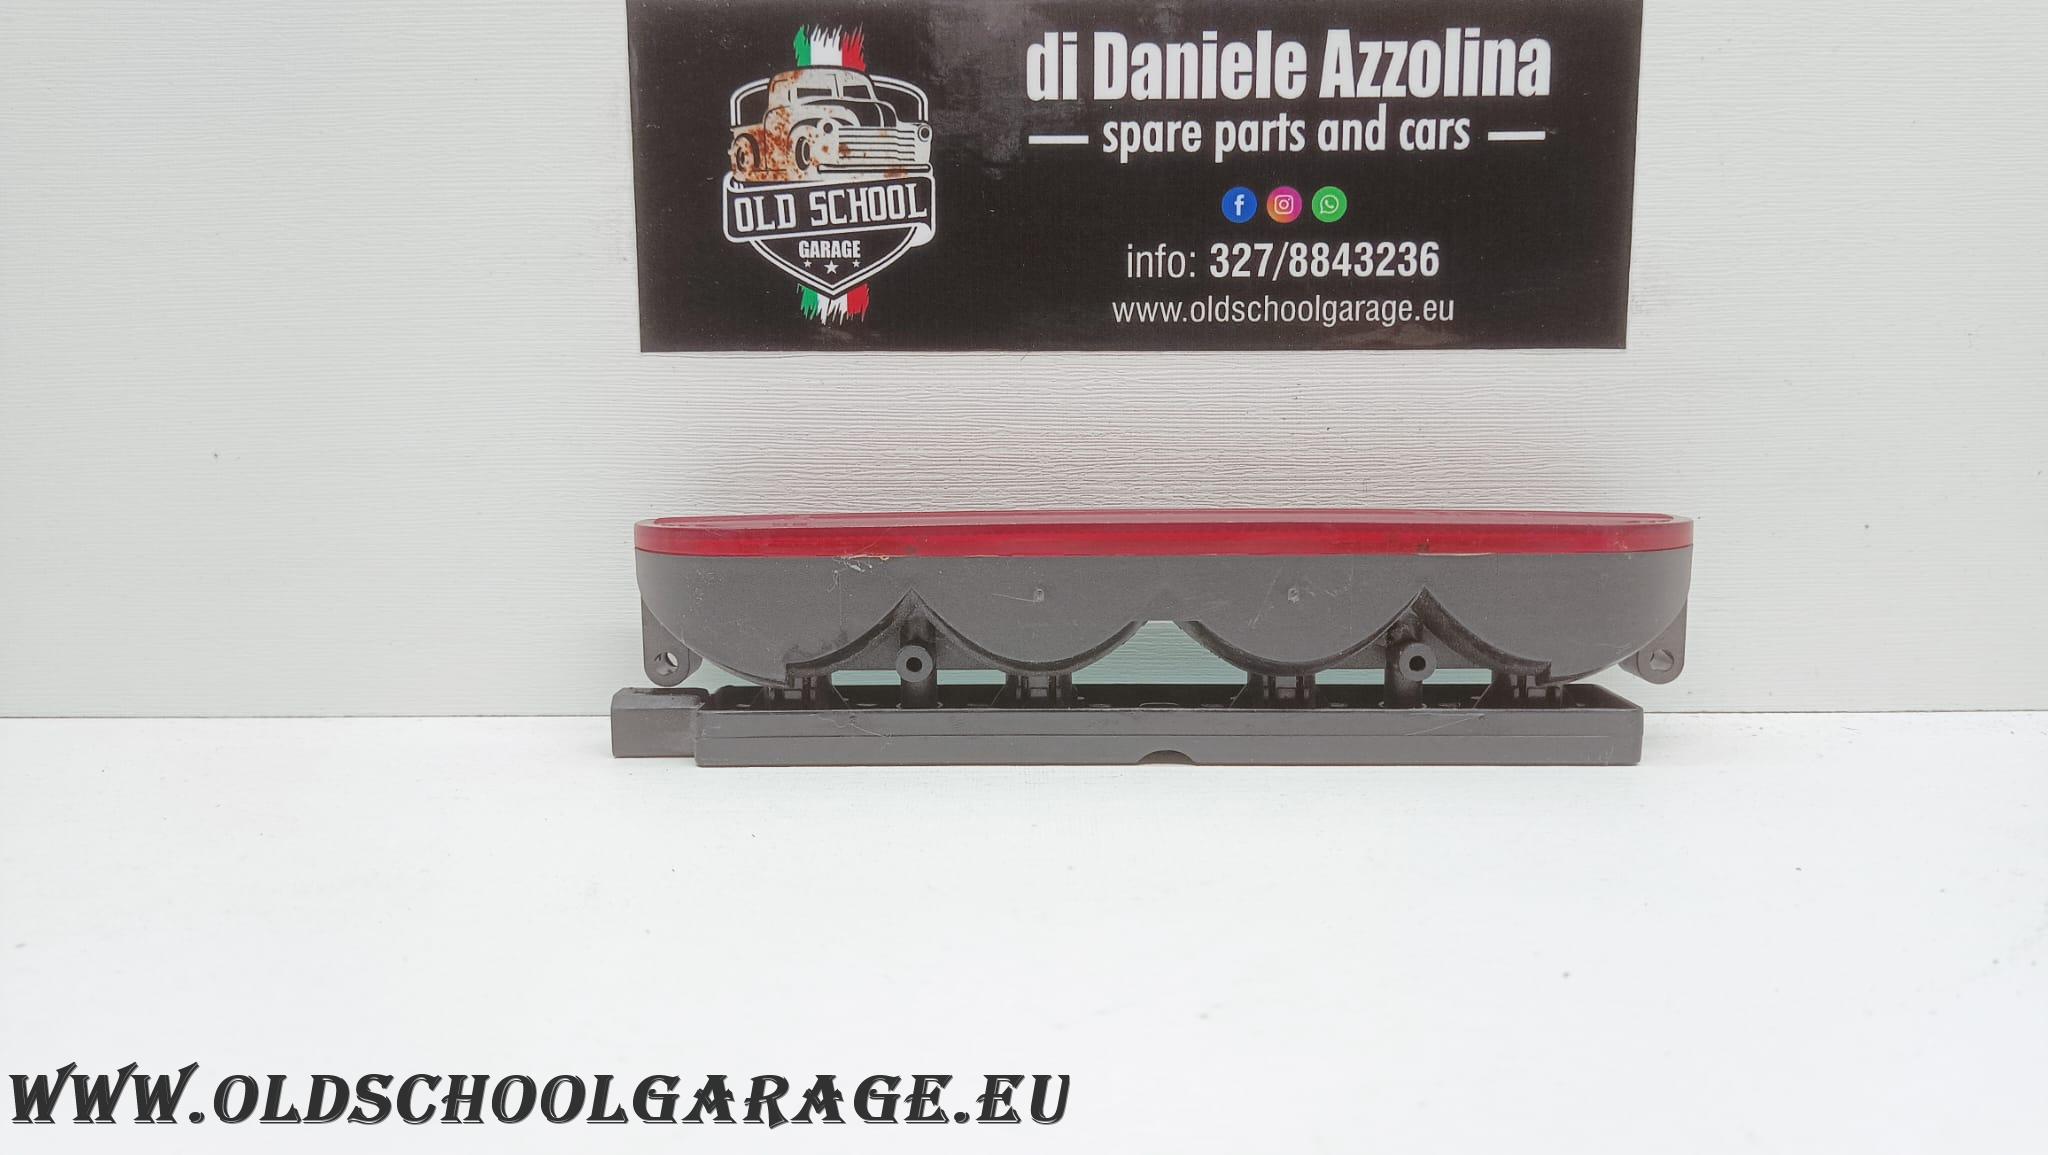 di Daniele Azzolina
spare parts and cars
OLD SCHOOL
GARAGE
info: 327/8843236
www.oldschoolgarage.eu
WWW.OLDSCHOOLGARAGE.EU